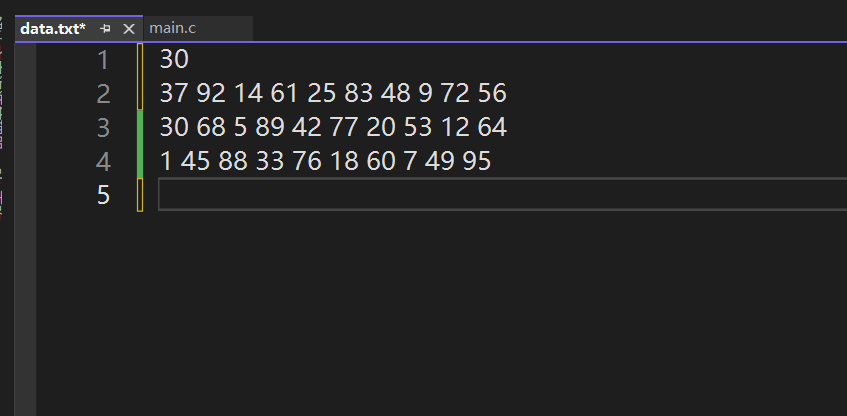 data.txt* main.c
1 30
2 37 92 14 61 25 83 48 9 72 56
3 30 68 5 89 42 77 20 53 12 64
4 1 45 88 33 76 18 60 7 49 95
5